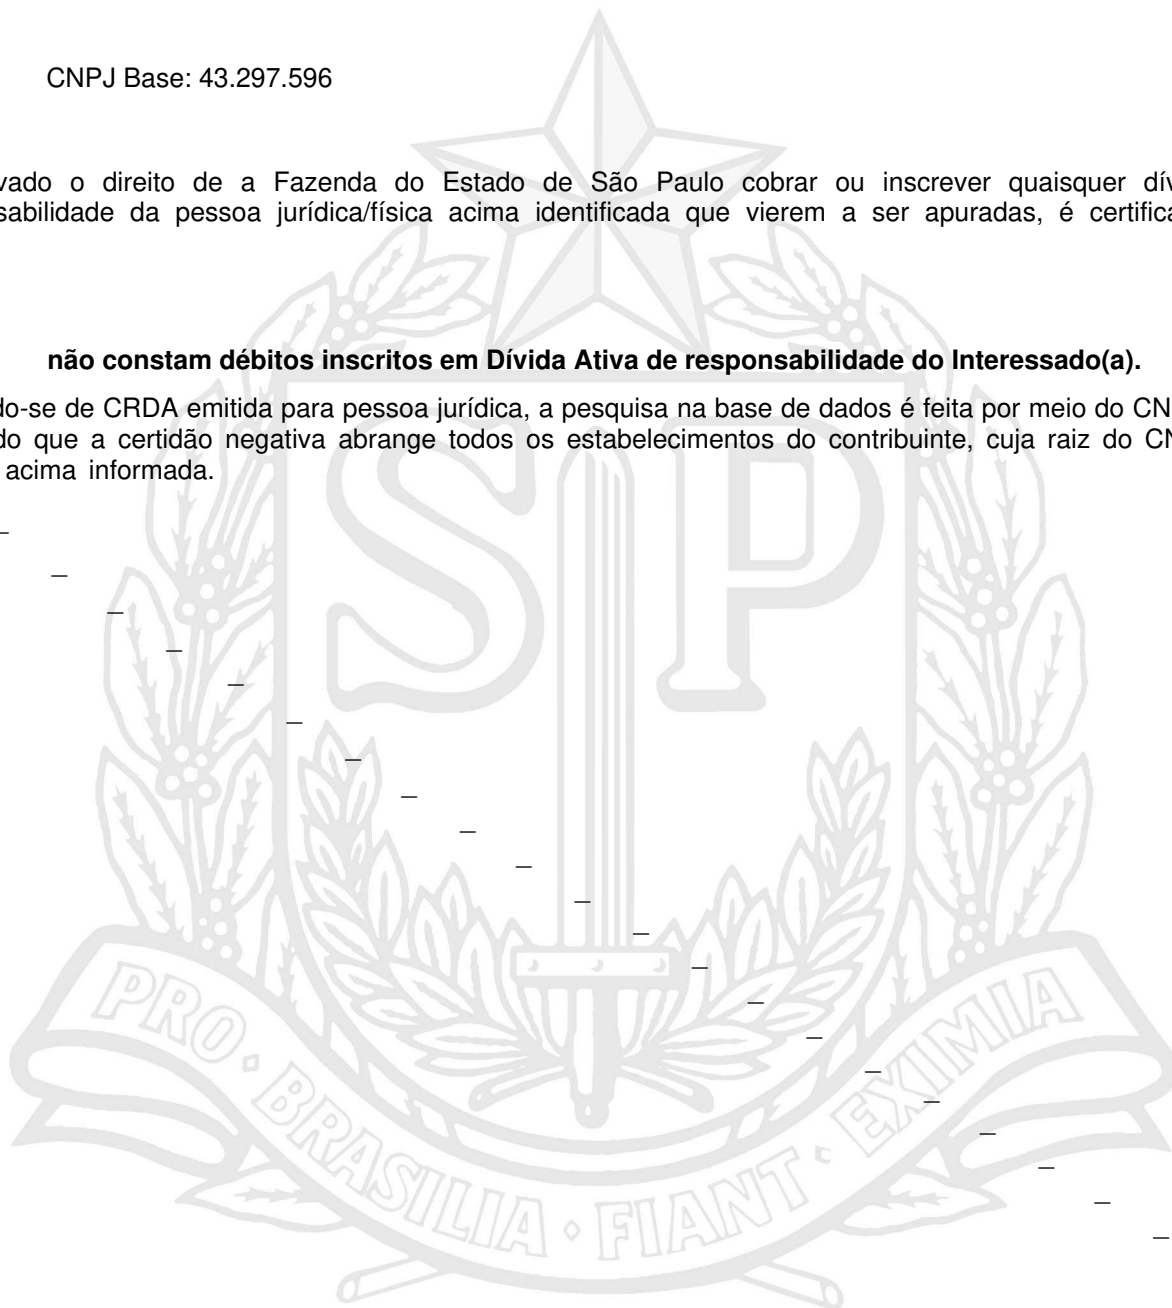 CNPJ Base: 43.297.596
vado o direito de a Fazenda do Estado de São Paulo cobrar ou inscrever quaisquer dív
sabilidade da pessoa jurídica/física acima identificada que vierem a ser apuradas, é certifica
não constam débitos inscritos em Dívida Ativa de responsabilidade do Interessado(a).
do-se de CRDA emitida para pessoa jurídica, a pesquisa na base de dados é feita por meio do CN
do que a certidão negativa abrange todos os estabelecimentos do contribuinte, cuja raiz do CN
acima informada.
SP
PRO · BRASILIA · FIANT · EXIMIA